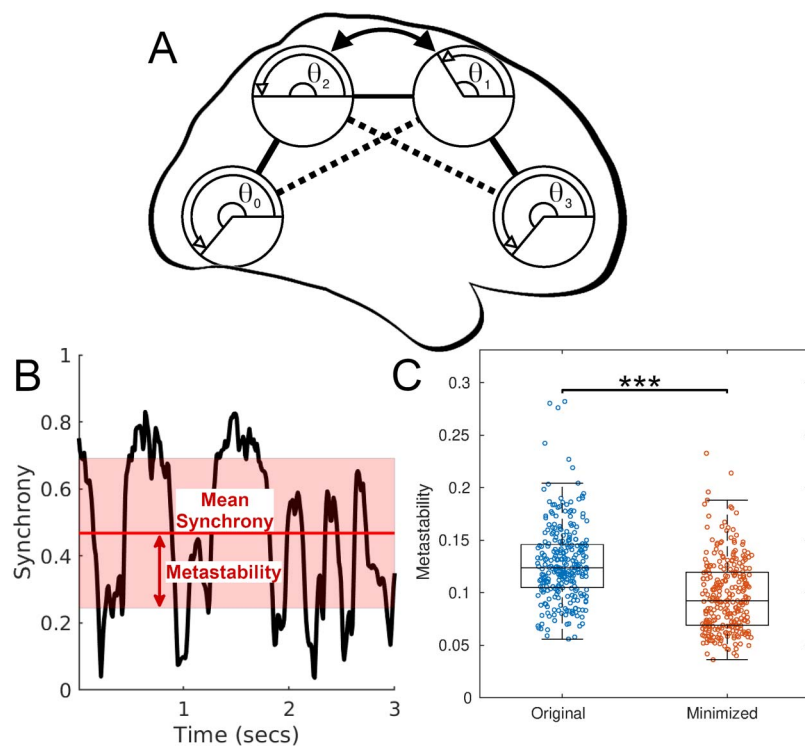 A
θ2
θ1
θ0
θ3
B
1
0.8
0.6
0.4
0.2
0
Synchrony
Mean
Synchrony
Metastability
1
2
3
Time (secs)
C
***
0.3
0.25
0.2
0.15
0.1
0.05
0
Metastability
Original
Minimized